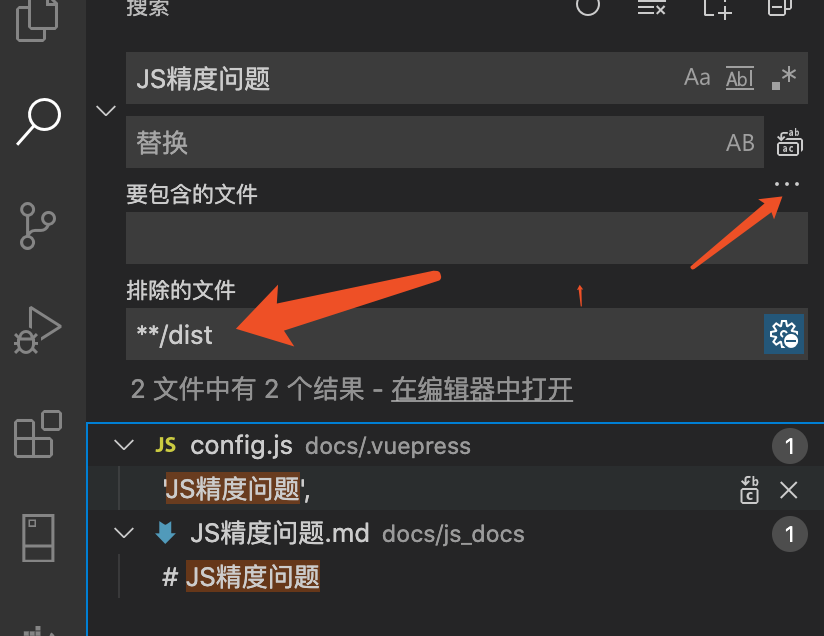 搜索
JS精度问题 Aa Abl .*
替换 AB
要包含的文件 ...
排除的文件
**/dist
2 文件中有 2 个结果 - 在编辑器中打开
JS config.js docs/.vuepress 1
'JS精度问题',
JS精度问题.md docs/js_docs 1
# JS精度问题